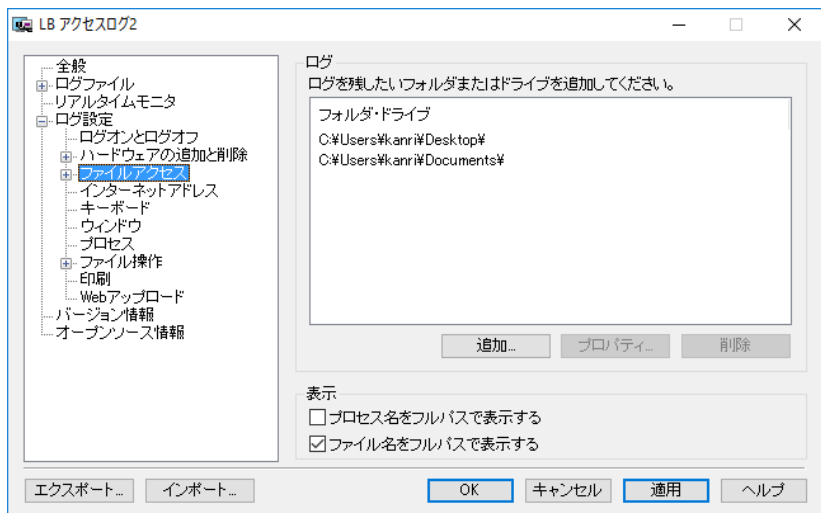 LB アクセスログ2
全般
ログファイル
リアルタイムモニタ
ログ設定
ログオンとログオフ
ハードウェアの追加と削除
ファイルアクセス
インターネットアドレス
キーボード
ウィンドウ
プロセス
ファイル操作
印刷
Webアップロード
バージョン情報
オープンソース情報
ログ
ログを残したいフォルダまたはドライブを追加してください。
フォルダ・ドライブ
C:¥Users¥kanri¥Desktop¥
C:¥Users¥kanri¥Documents¥
追加... プロパティ... 削除
表示
プロセス名をフルパスで表示する
ファイル名をフルパスで表示する
エクスポート... インポート... OK キャンセル 適用 ヘルプ